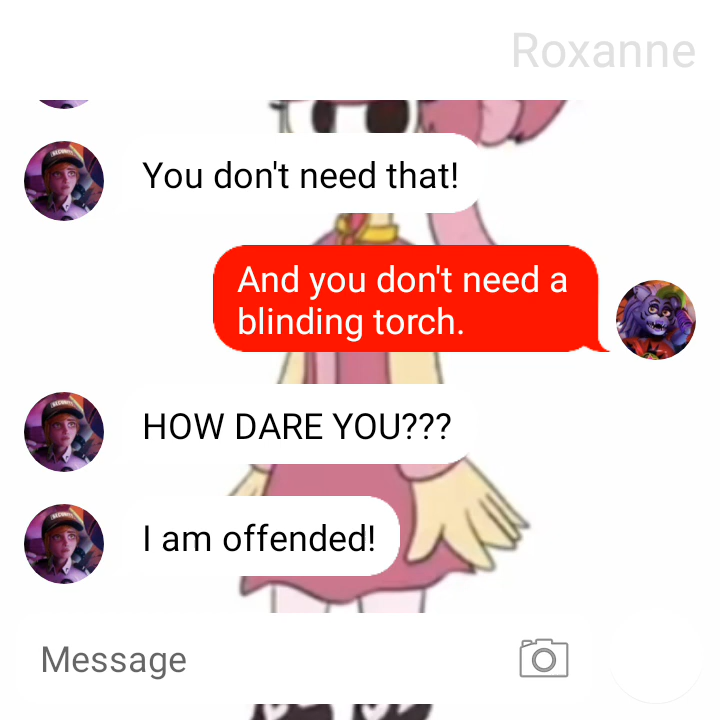 Roxanne
You don't need that!
And you don't need a
blinding torch.
HOW DARE YOU???
I am offended!
Message